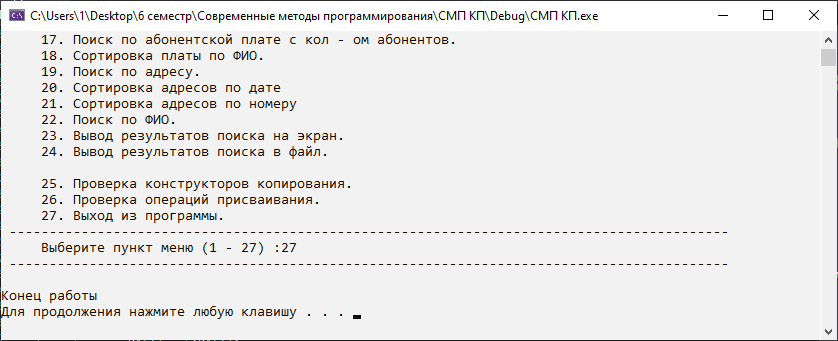 C:\Users\1\Desktop\6 семестр\Современные методы программирования\СМП КП\Debug\СМП КП.exe
17. Поиск по абонентской плате с кол - ом абонентов.
18. Сортировка платы по ФИО.
19. Поиск по адресу.
20. Сортировка адресов по дате
21. Сортировка адресов по номеру
22. Поиск по ФИО.
23. Вывод результатов поиска на экран.
24. Вывод результатов поиска в файл.
25. Проверка конструкторов копирования.
26. Проверка операций присваивания.
27. Выход из программы.
------------------------------------------------------------------------------------------
Выберите пункт меню (1 - 27) :27
------------------------------------------------------------------------------------------
Конец работы
Для продолжения нажмите любую клавишу . . .